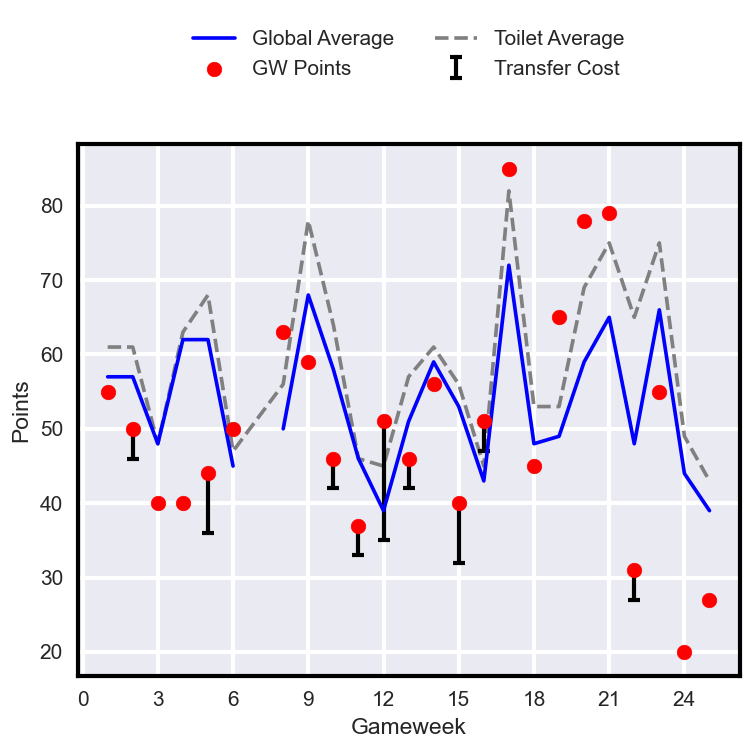 Global Average
Toilet Average
GW Points
Transfer Cost
80
70
60
50
40
30
20
Points
0 3 6 9 12 15 18 21 24
Gameweek